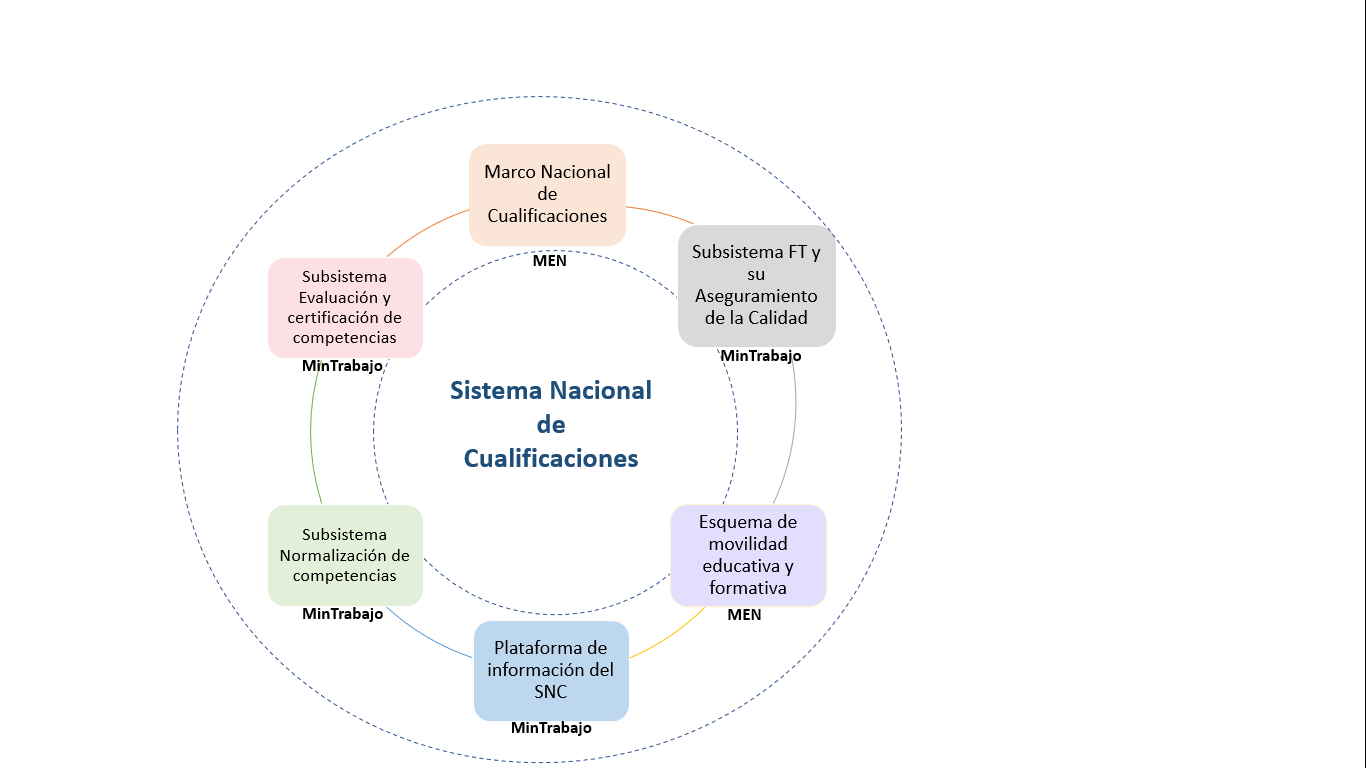 Marco Nacional
de
Cualificaciones
MEN
Subsistema FT y
su
Aseguramiento
de la Calidad
MinTrabajo
Subsistema
Evaluación y
certificación de
competencias
MinTrabajo
Sistema Nacional
de
Cualificaciones
Esquema de
movilidad
educativa y
formativa
MEN
Subsistema
Normalización de
competencias
MinTrabajo
Plataforma de
información del
SNC
MinTrabajo